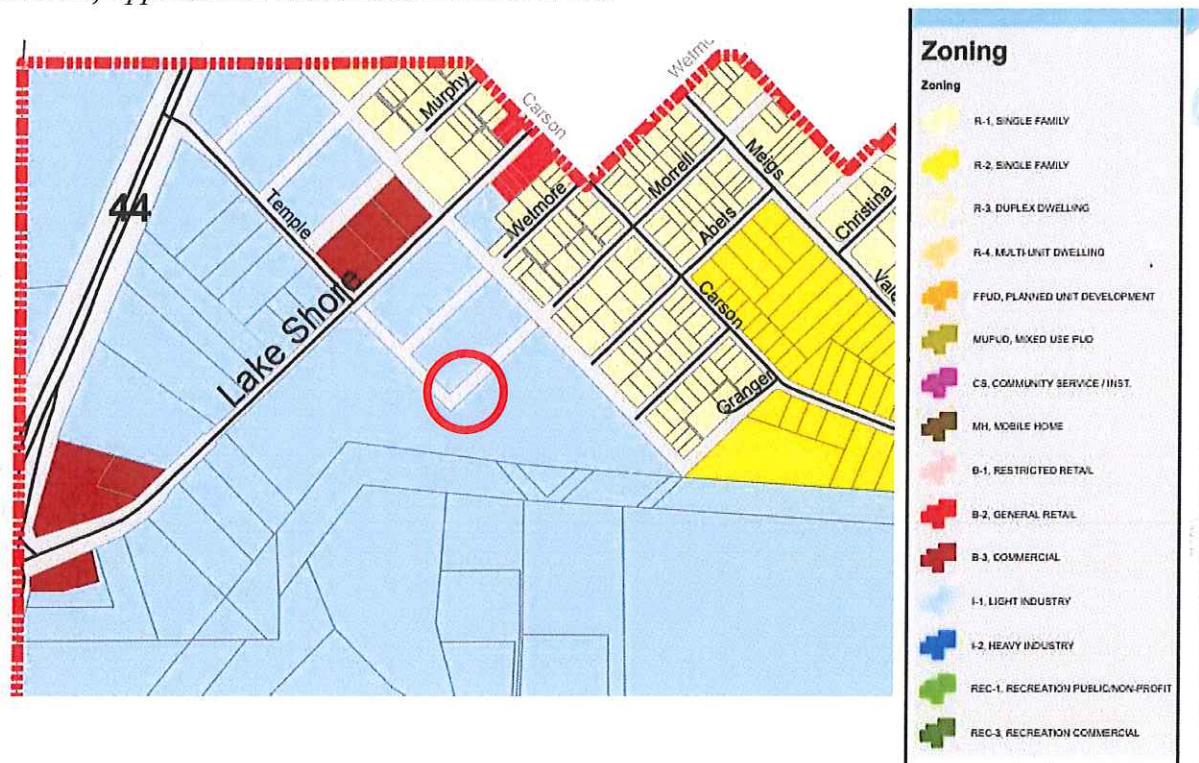 Murphy
Carson
Welmo
Meigs
Morrell
Christina
Welmore
Abels
Temple
44
Carson
Vale
Lake Shore
Granger
Zoning
Zoning
R-1, SINGLE FAMILY
R-2, SINGLE FAMILY
R-3, DUPLEX DWELLING
R-4, MULTI-UNIT DWELLING
FPUD, PLANNED UNIT DEVELOPMENT
MUPUD, MIXED USE PUD
CS, COMMUNITY SERVICE / INST.
MH, MOBILE HOME
B-1, RESTRICTED RETAIL
B-2, GENERAL RETAIL
B-3, COMMERCIAL
I-1, LIGHT INDUSTRY
I-2, HEAVY INDUSTRY
REC-1, RECREATION PUBLIC/NON-PROFIT
REC-3, RECREATION COMMERCIAL